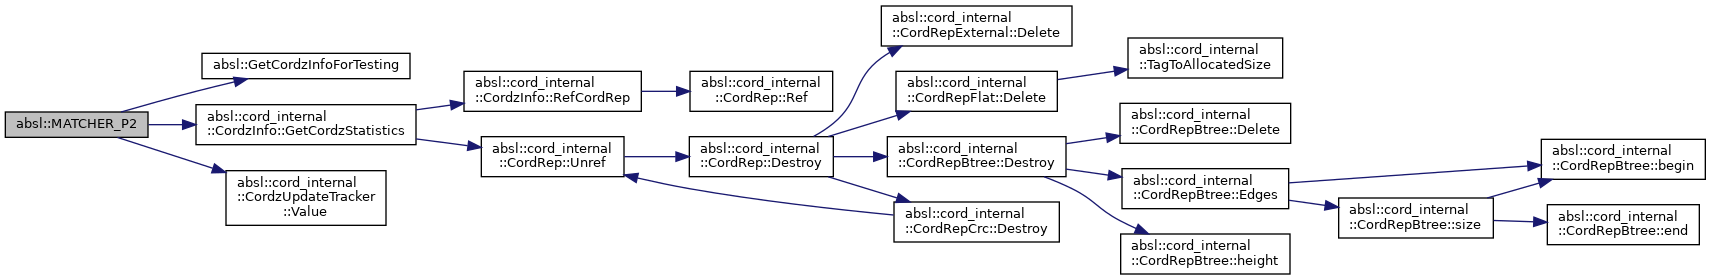 absl::MATCHER_P2
absl::GetCordzInfoForTesting
absl::cord_internal
::CordzInfo::GetCordzStatistics
absl::cord_internal
::CordzUpdateTracker
::Value
absl::cord_internal
::CordzInfo::RefCordRep
absl::cord_internal
::CordRep::Unref
absl::cord_internal
::CordRep::Ref
absl::cord_internal
::CordRep::Destroy
absl::cord_internal
::CordRepExternal::Delete
absl::cord_internal
::CordRepFlat::Delete
absl::cord_internal
::CordRepBtree::Destroy
absl::cord_internal
::CordRepCrc::Destroy
absl::cord_internal
::TagToAllocatedSize
absl::cord_internal
::CordRepBtree::Delete
absl::cord_internal
::CordRepBtree::Edges
absl::cord_internal
::CordRepBtree::height
absl::cord_internal
::CordRepBtree::size
absl::cord_internal
::CordRepBtree::begin
absl::cord_internal
::CordRepBtree::end